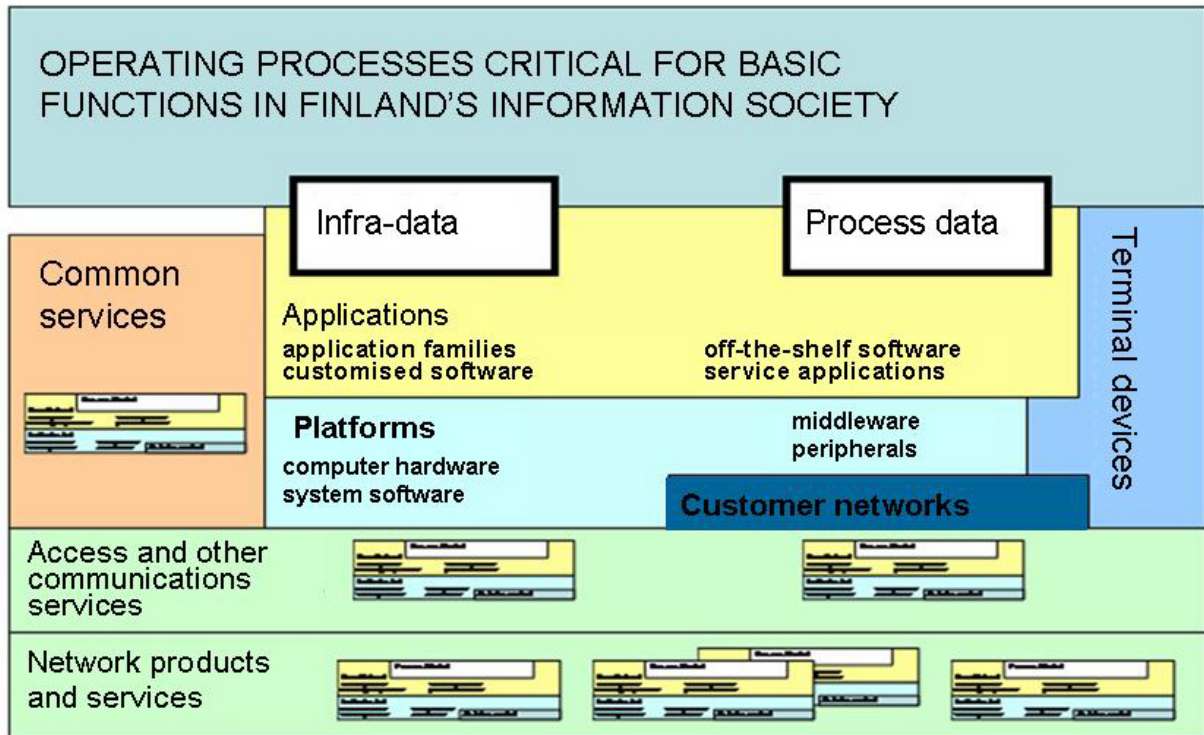 OPERATING PROCESSES CRITICAL FOR BASIC
FUNCTIONS IN FINLAND'S INFORMATION SOCIETY
Infra-data
Process data
Common
services
Applications
application families
customised software
off-the-shelf software
service applications
Terminal devices
Platforms
computer hardware
system software
middleware
peripherals
Customer networks
Access and other
communications
services
Network products
and services